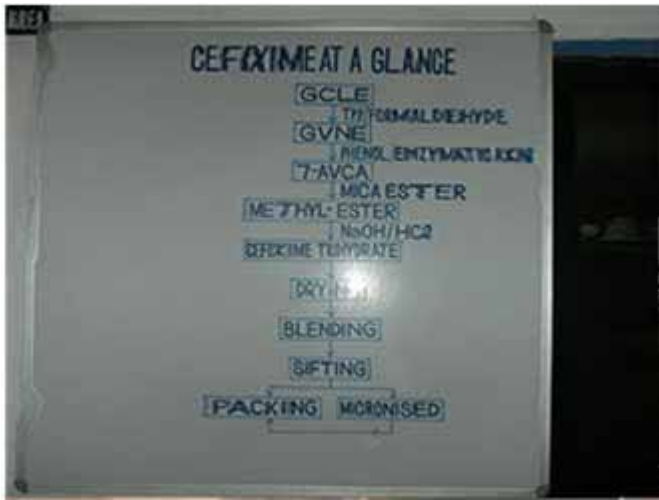 AREA
CEFIXIME AT A GLANCE
GCLE
FORMALDEHYDE
GVNE
PHENOL, ENZYMATIC RXN
7-AVCA
MICA ESTER
METHYL-ESTER
NaOH/HCl
CEFIXIME TRIHYDRATE
BLENDING
SIFTING
PACKING MICRONISED